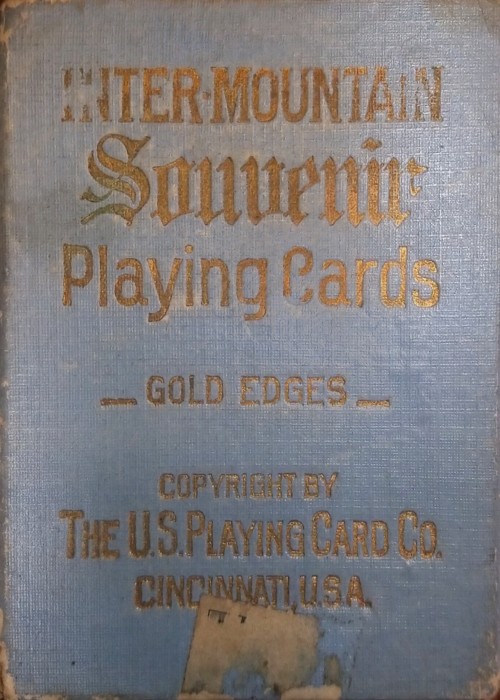 INTER-MOUNTAIN
Souvenir
Playing Cards
— GOLD EDGES —
COPYRIGHT BY
THE U.S. PLAYING CARD CO.
CINCINNATI, U.S.A.